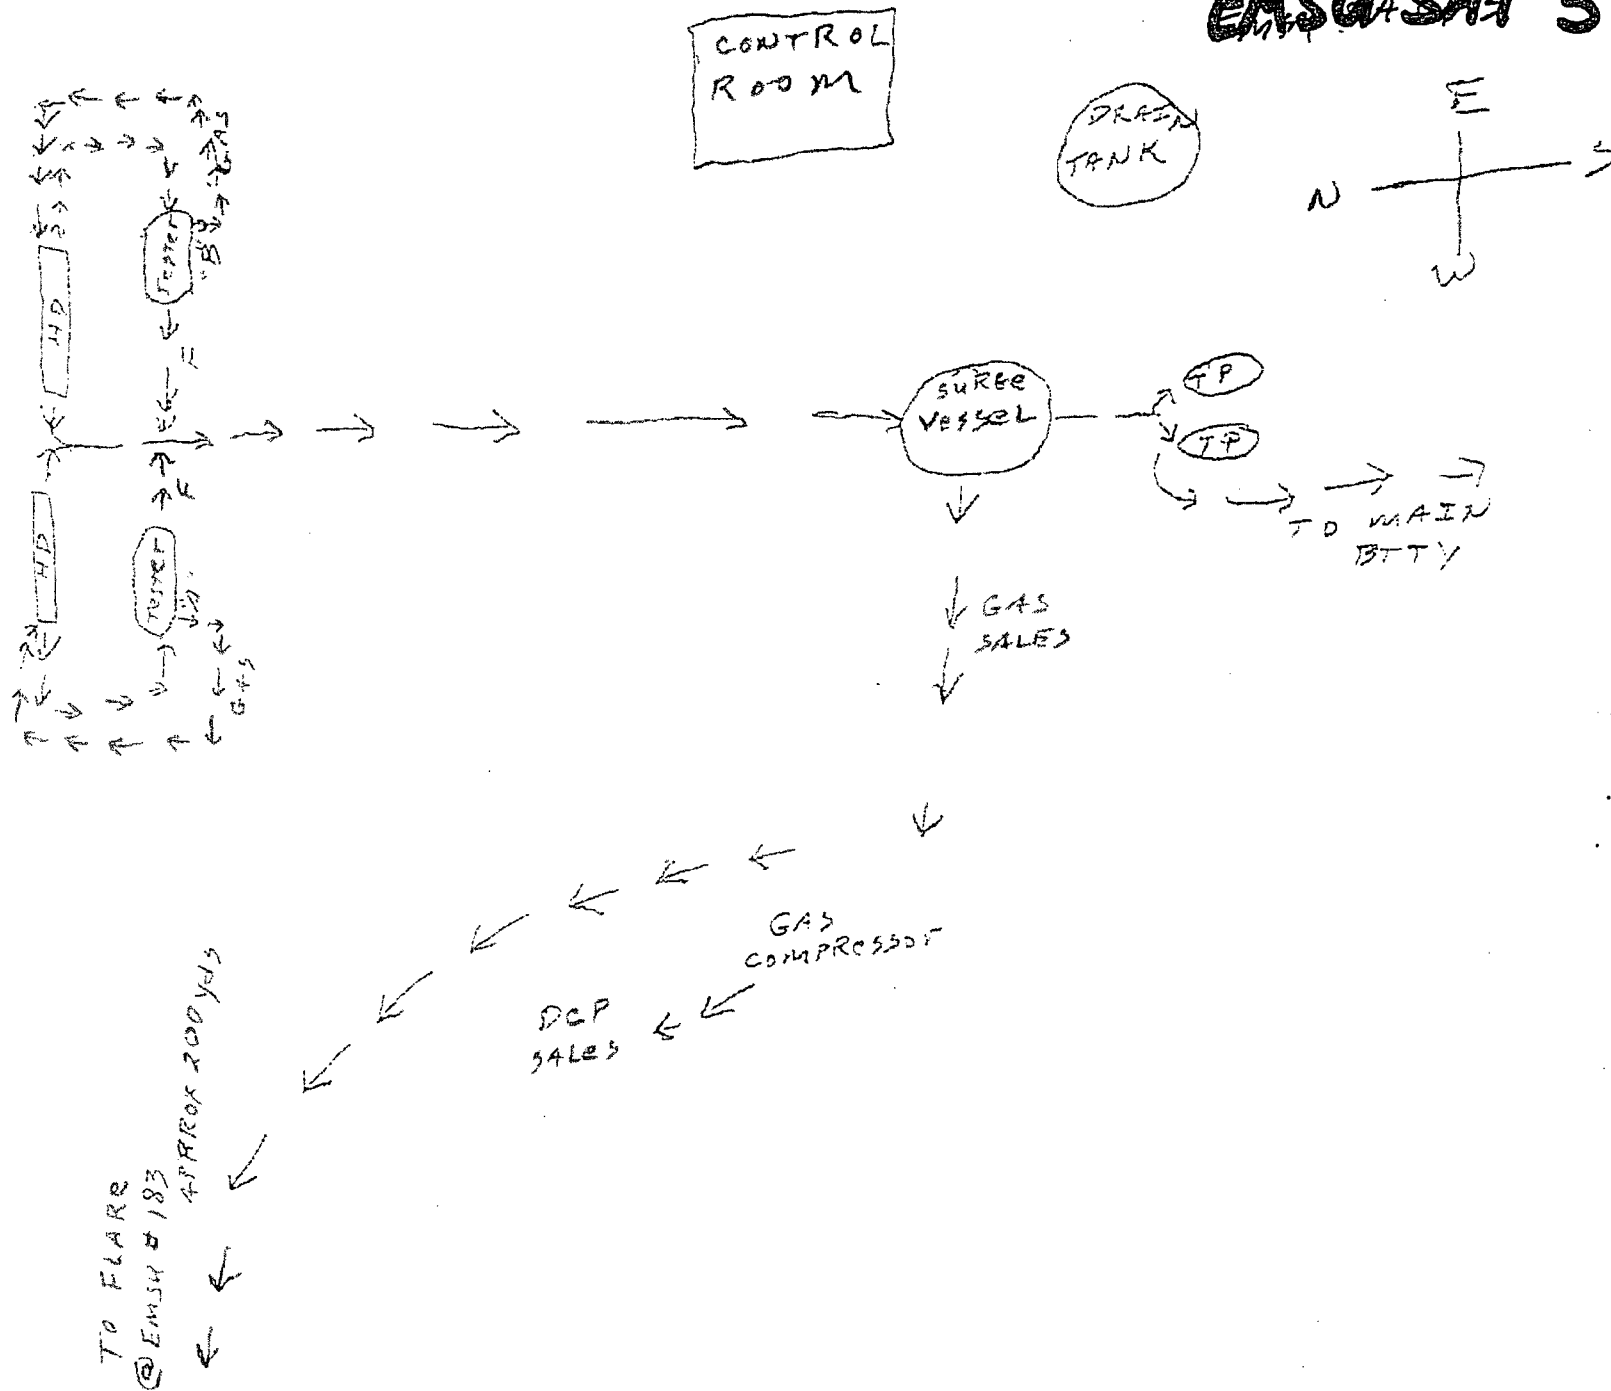 CONTROL
ROOM
DRAIN
TANK
E
N
S
W
GAS
TESTER
"B"
HD
F
SURGE
VESSEL
TP
TP
TO MAIN
BTTY
HD
TESTER
F
GAS
GAS
SALES
GAS
COMPRESSOR
DCP
SALES
APPROX 200 yds
TO FLARE
@ EMSU # 183